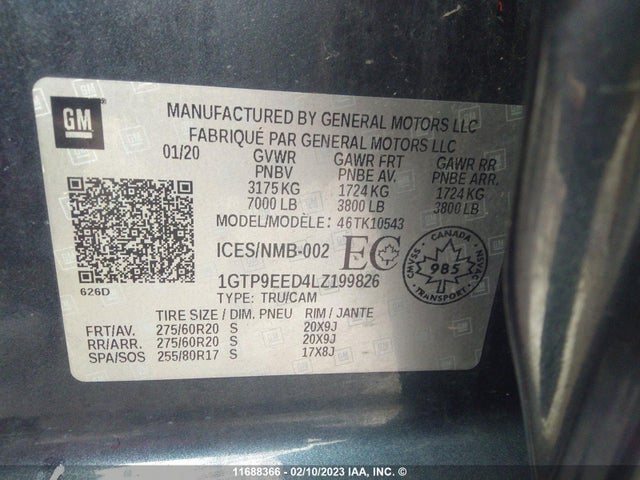 GM
MANUFACTURED BY GENERAL MOTORS LLC
FABRIQUÉ PAR GENERAL MOTORS LLC
01/20 GVWR GAWR FRT GAWR RR
PNBV PNBE AV. PNBE ARR.
3175 KG 1724 KG 1724 KG
7000 LB 3800 LB 3800 LB
MODEL/MODÈLE: 46TK10543
ICES/NMB-002 EC
CANADA
CMVSS 985 NSVAC
TRANSPORT
626D
1GTP9EED4LZ199826
TYPE: TRU/CAM
TIRE SIZE / DIM. PNEU RIM / JANTE
FRT/AV. 275/60R20 S 20X9J
RR/ARR. 275/60R20 S 20X9J
SPA/SOS 255/80R17 S 17X8J
11688366 - 02/10/2023 IAA, INC. ©